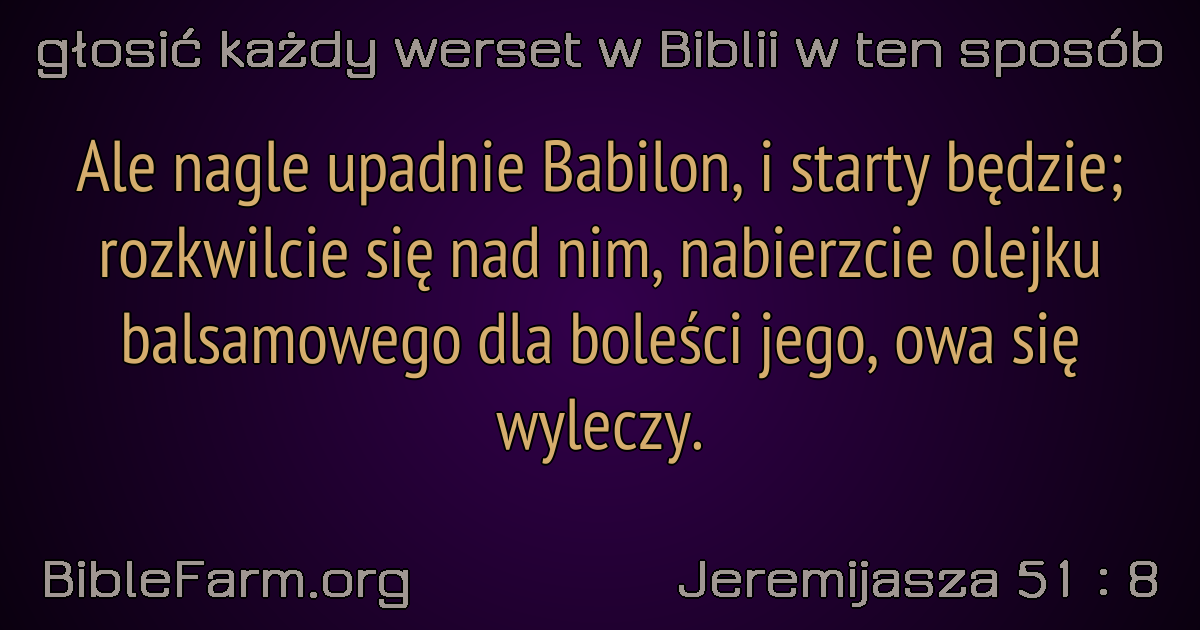 głosić każdy werset w Biblii w ten sposób
Ale nagle upadnie Babilon, i starty będzie;
rozkwilcie się nad nim, nabierzcie olejku
balsamowego dla boleści jego, owa się
wyleczy.
BibleFarm.org
Jeremijasza 51 : 8